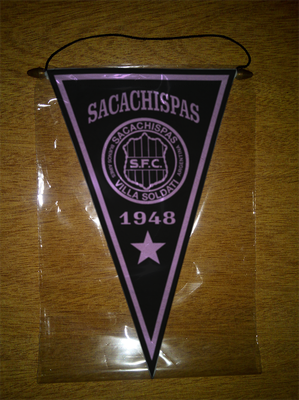 SACACHISPAS
SACACHISPAS
S.F.C.
VILLA SOLDATI
1948